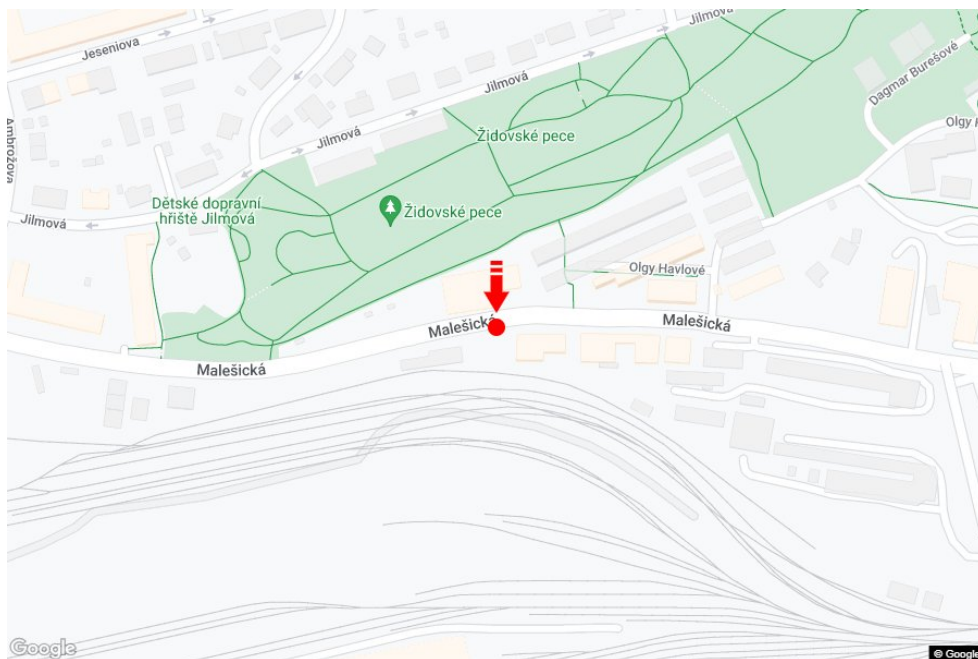 Jeseniova
Jilmová
Dagmar Burešové
Jilmová
Židovské pece
Olgy H
Ambrožova
Jilmová
Dětské dopravní
hřiště Jilmová
Židovské pece
Jilmová
Olgy Havlové
Malešická
Malešická
Malešická
Google
© Google